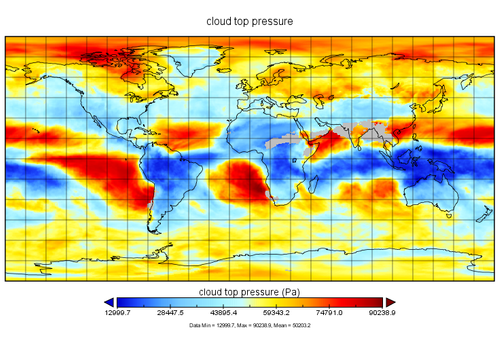 cloud top pressure
cloud top pressure (Pa)
12999.7 28447.5 43895.4 59343.2 74791.0 90238.9
Data Min = 12999.7, Max = 90238.9, Mean = 50203.2